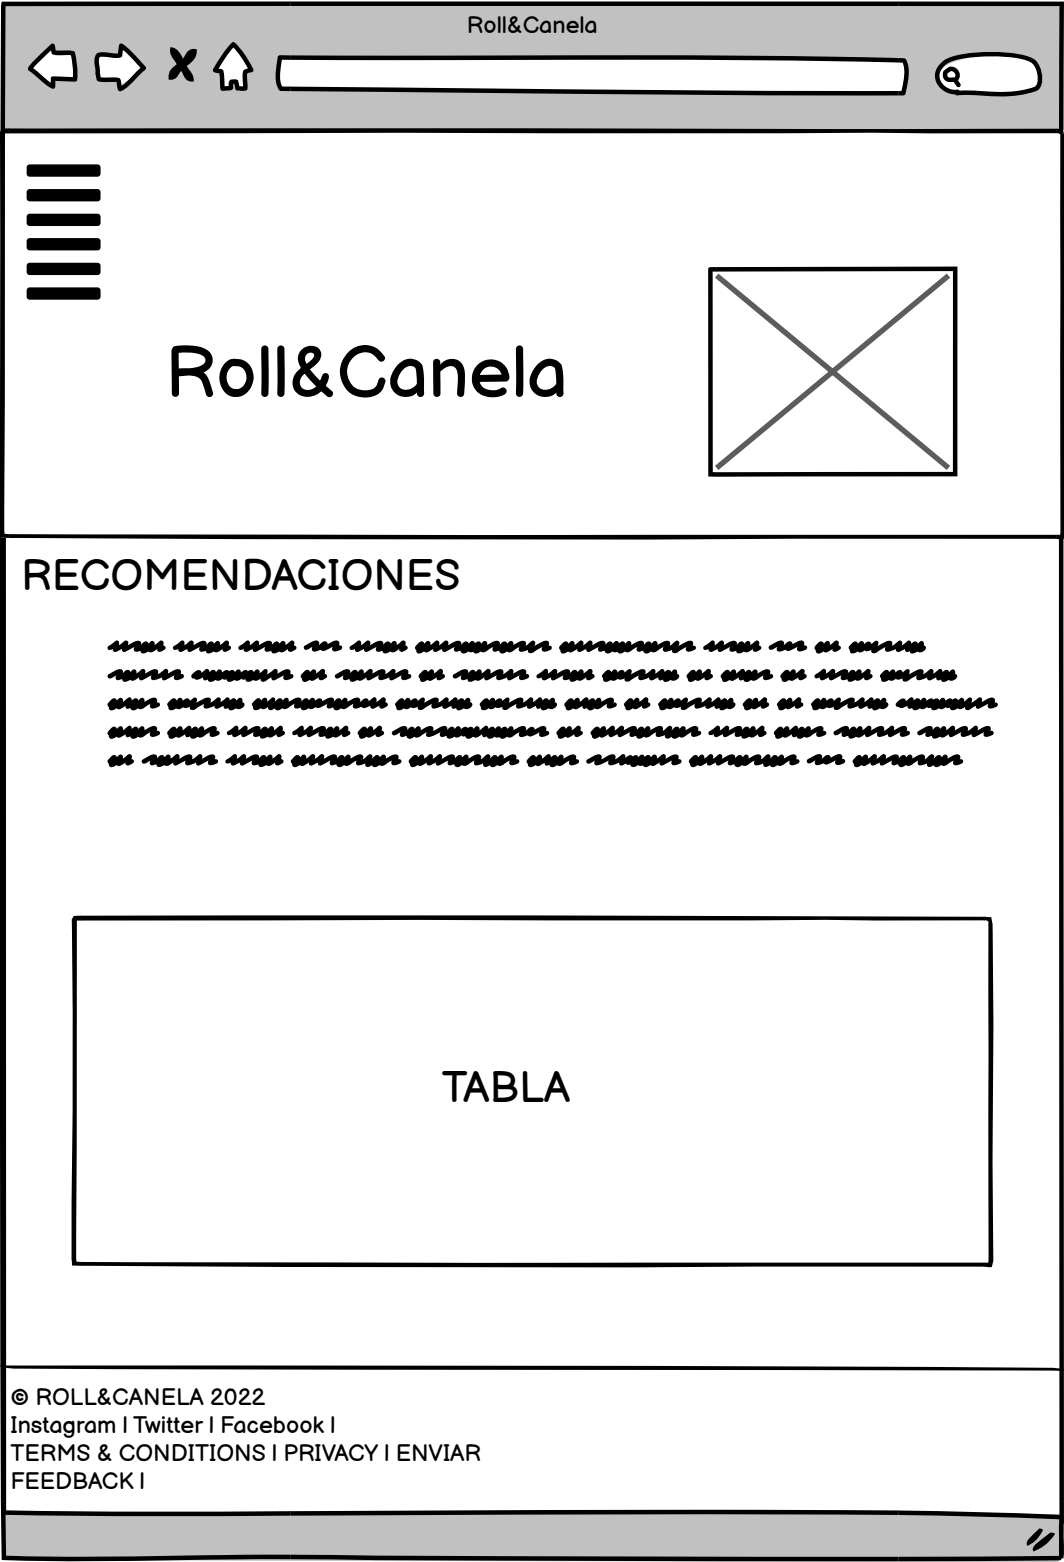 Roll&Canela
Roll&Canela
RECOMENDACIONES
TABLA
© ROLL&CANELA 2022
Instagram | Twitter | Facebook |
TERMS & CONDITIONS | PRIVACY | ENVIAR
FEEDBACK |